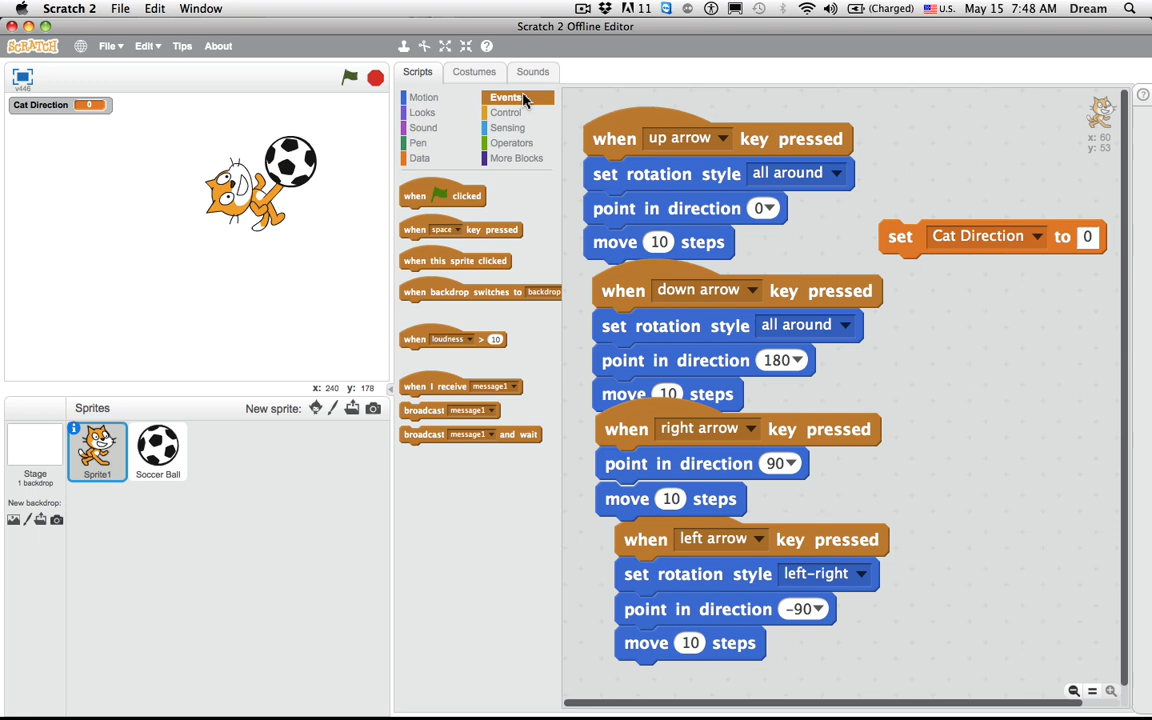 Scratch 2 File Edit Window 11 (Charged) U.S. May 15 7:48 AM Dream
Scratch 2 Offline Editor
SCRATCH File Edit Tips About
v446
Cat Direction 0
x: 240 y: 178
Sprites New sprite:
Stage
1 backdrop
New backdrop:
Sprite1
Soccer Ball
Scripts Costumes Sounds
Motion Events
Looks Control
Sound Sensing
Pen Operators
Data More Blocks
when clicked
when space key pressed
when this sprite clicked
when backdrop switches to backdrop
when loudness > 10
when I receive message1
broadcast message1
broadcast message1 and wait
x: 60
y: 53
when up arrow key pressed
set rotation style all around
point in direction 0
move 10 steps
set Cat Direction to 0
when down arrow key pressed
set rotation style all around
point in direction 180
move 10 steps
when right arrow key pressed
point in direction 90
move 10 steps
when left arrow key pressed
set rotation style left-right
point in direction -90
move 10 steps